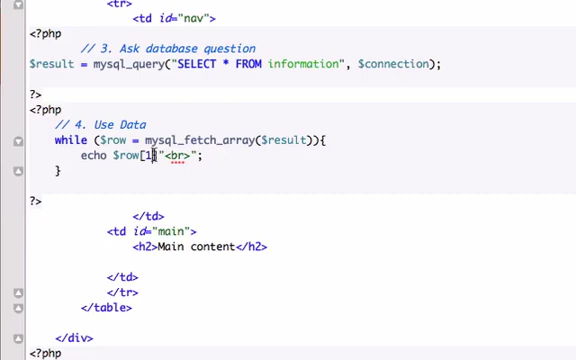 <tr>
<td id="nav">
<?php
// 3. Ask database question
$result = mysql_query("SELECT * FROM information", $connection);
?>
<?php
// 4. Use Data
while ($row = mysql_fetch_array($result)){
echo $row[1]"<br>";
}
?>
</td>
<td id="main">
<h2>Main content</h2>
</td>
</tr>
</table>
</div>
<?php